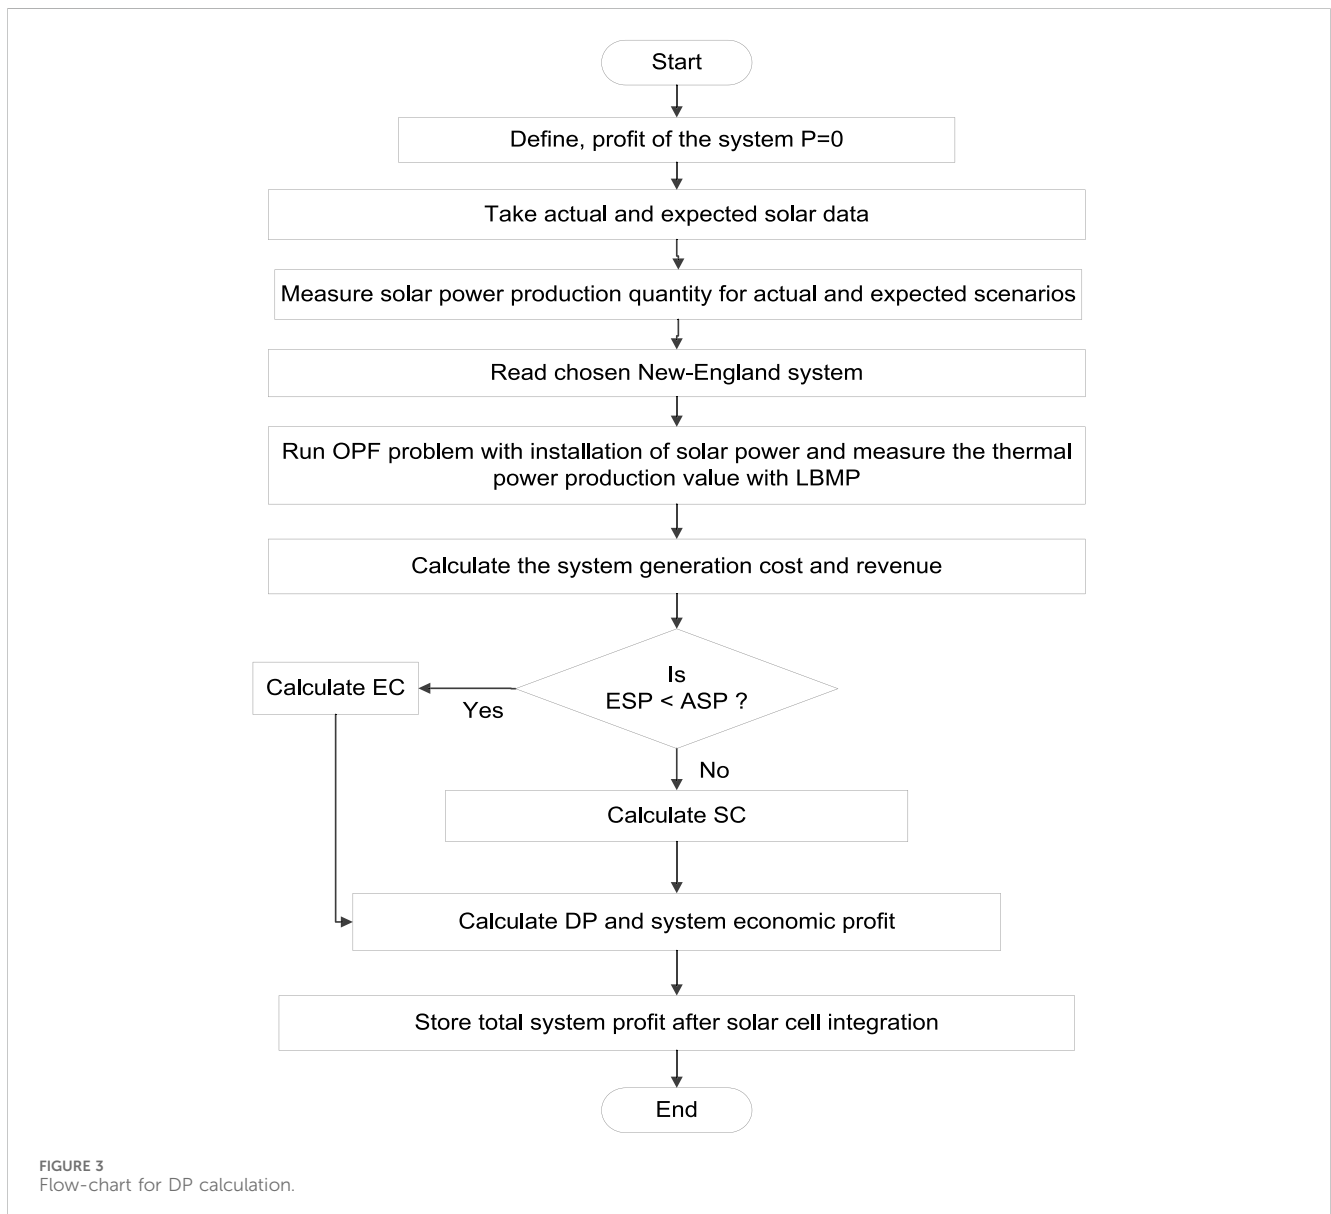 Start
Define, profit of the system P=0
Take actual and expected solar data
Measure solar power production quantity for actual and expected scenarios
Read chosen New-England system
Run OPF problem with installation of solar power and measure the thermal
power production value with LBMP
Calculate the system generation cost and revenue
Is
ESP < ASP ?
Yes
Calculate EC
No
Calculate SC
Calculate DP and system economic profit
Store total system profit after solar cell integration
End
FIGURE 3
Flow-chart for DP calculation.